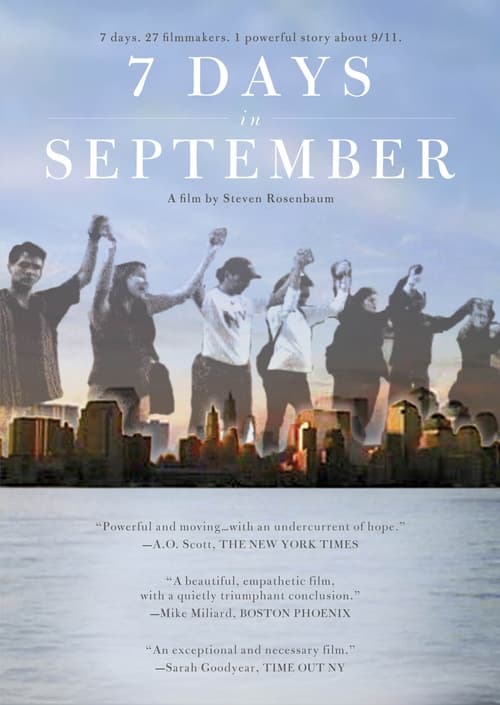 7 days. 27 filmmakers. 1 powerful story about 9/11.
7 DAYS
in
SEPTEMBER
A film by Steven Rosenbaum
NY
“Powerful and moving...with an undercurrent of hope.”
—A.O. Scott, THE NEW YORK TIMES
“A beautiful, empathetic film,
with a quietly triumphant conclusion.”
—Mike Miliard, BOSTON PHOENIX
“An exceptional and necessary film.”
—Sarah Goodyear, TIME OUT NY